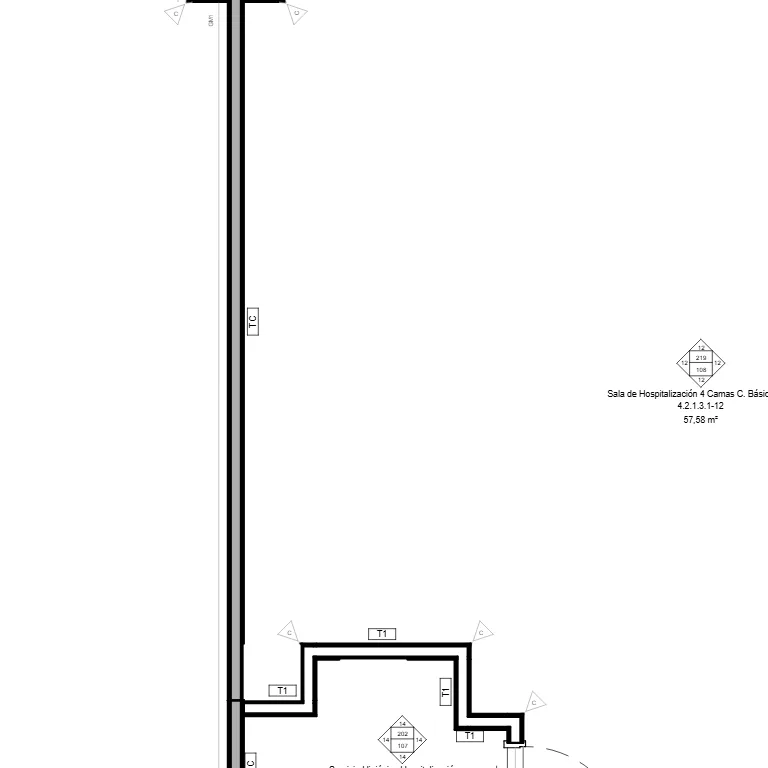 C
C
CIM1
TC
12
219
12
12
108
12
Sala de Hospitalización 4 Camas C. Básic
4.2.1.3.1-12
57,58 m²
C
T1
C
T1
T1
C
14
202
14
14
107
14
T1